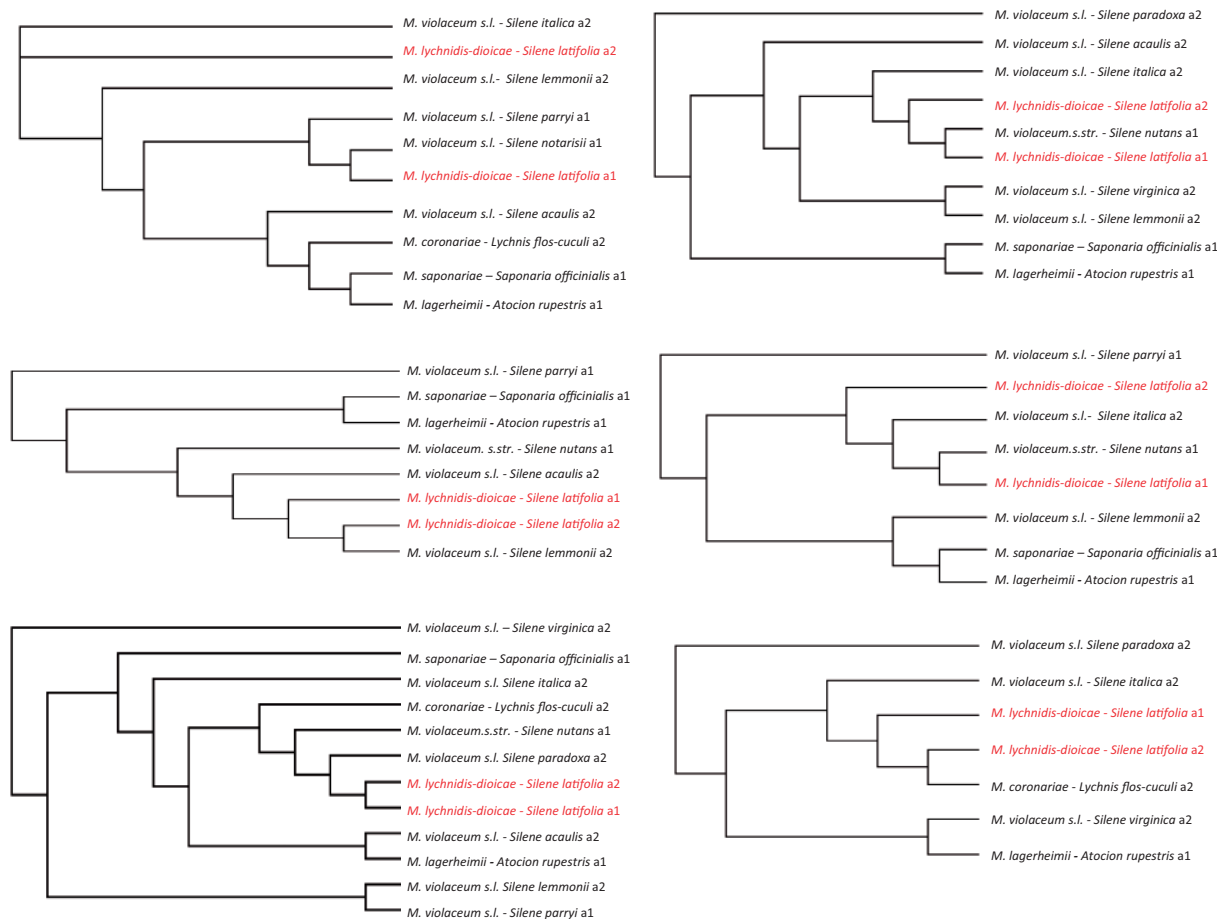 M. violaceum s.l. - Silene italica a2
M. lychnidis-dioicae - Silene latifolia a2
M. violaceum s.l.- Silene lemmonii a2
M. violaceum s.l. - Silene parryi a1
M. violaceum s.l. - Silene notarisii a1
M. lychnidis-dioicae - Silene latifolia a1
M. violaceum s.l. - Silene acaulis a2
M. coronariae - Lychnis flos-cuculi a2
M. saponariae – Saponaria officinialis a1
M. lagerheimii - Atocion rupestris a1
M. violaceum s.l. - Silene paradoxa a2
M. violaceum s.l. - Silene acaulis a2
M. violaceum s.l. - Silene italica a2
M. lychnidis-dioicae - Silene latifolia a2
M. violaceum.s.str. - Silene nutans a1
M. lychnidis-dioicae - Silene latifolia a1
M. violaceum s.l. - Silene virginica a2
M. violaceum s.l. - Silene lemmonii a2
M. saponariae – Saponaria officinialis a1
M. lagerheimii - Atocion rupestris a1
M. violaceum s.l. - Silene parryi a1
M. saponariae – Saponaria officinialis a1
M. lagerheimii - Atocion rupestris a1
M. violaceum. s.str. - Silene nutans a1
M. violaceum s.l. - Silene acaulis a2
M. lychnidis-dioicae - Silene latifolia a1
M. lychnidis-dioicae - Silene latifolia a2
M. violaceum s.l. - Silene lemmonii a2
M. violaceum s.l. - Silene parryi a1
M. lychnidis-dioicae - Silene latifolia a2
M. violaceum s.l.- Silene italica a2
M. violaceum.s.str. - Silene nutans a1
M. lychnidis-dioicae - Silene latifolia a1
M. violaceum s.l. - Silene lemmonii a2
M. saponariae – Saponaria officinialis a1
M. lagerheimii - Atocion rupestris a1
M. violaceum s.l. – Silene virginica a2
M. saponariae – Saponaria officinialis a1
M. violaceum s.l. Silene italica a2
M. coronariae - Lychnis flos-cuculi a2
M. violaceum.s.str. - Silene nutans a1
M. violaceum s.l. Silene paradoxa a2
M. lychnidis-dioicae - Silene latifolia a2
M. lychnidis-dioicae - Silene latifolia a1
M. violaceum s.l. - Silene acaulis a2
M. lagerheimii - Atocion rupestris a1
M. violaceum s.l. Silene lemmonii a2
M. violaceum s.l. Silene parryi a1
M. violaceum s.l. Silene paradoxa a2
M. violaceum s.l. - Silene italica a2
M. lychnidis-dioicae - Silene latifolia a1
M. lychnidis-dioicae - Silene latifolia a2
M. coronariae - Lychnis flos-cuculi a2
M. violaceum s.l. - Silene virginica a2
M. lagerheimii - Atocion rupestris a1